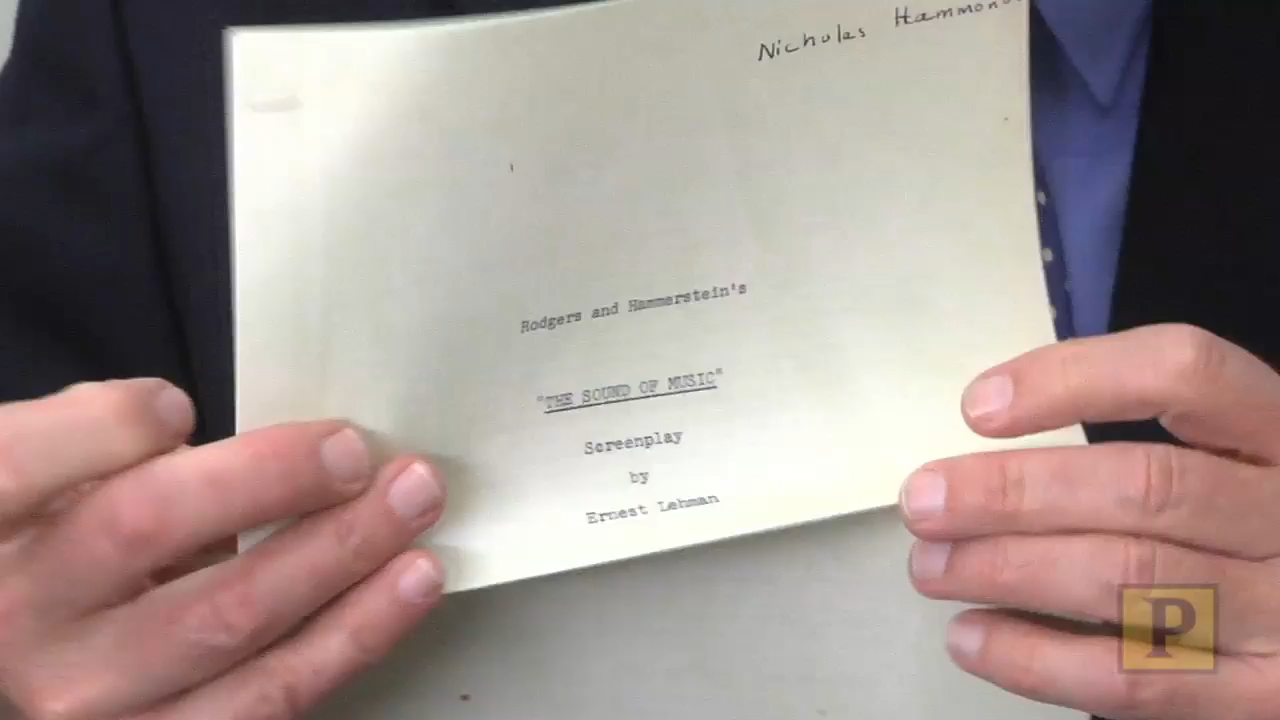 Nicholas Hammond
Rodgers and Hammerstein's
"THE SOUND OF MUSIC"
Screenplay
by
Ernest Lehman
P